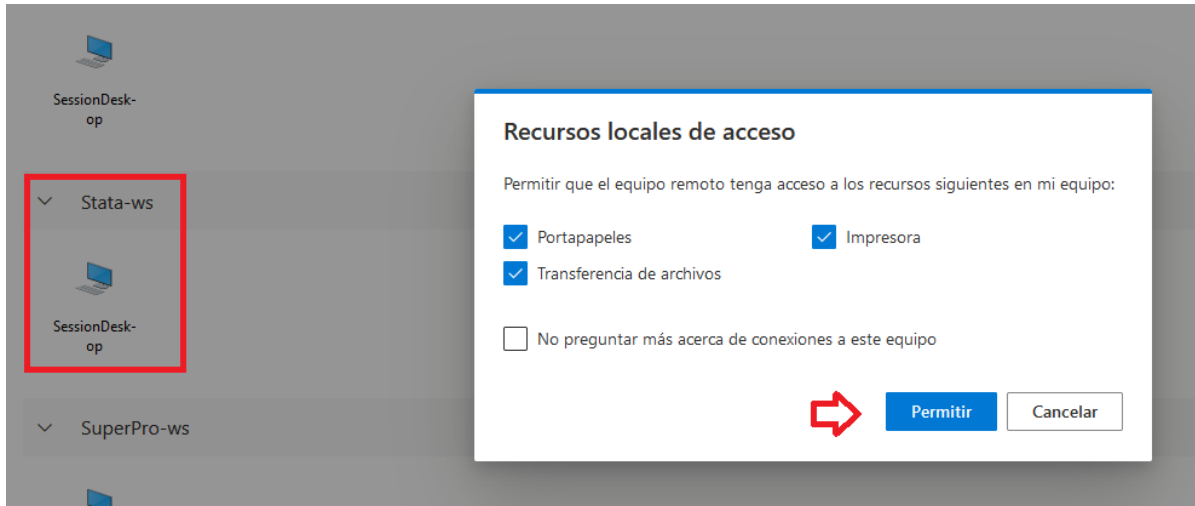 SessionDesk-
op
Stata-ws
SessionDesk-
op
SuperPro-ws
Recursos locales de acceso
Permitir que el equipo remoto tenga acceso a los recursos siguientes en mi equipo:
Portapapeles
Impresora
Transferencia de archivos
No preguntar más acerca de conexiones a este equipo
Permitir
Cancelar